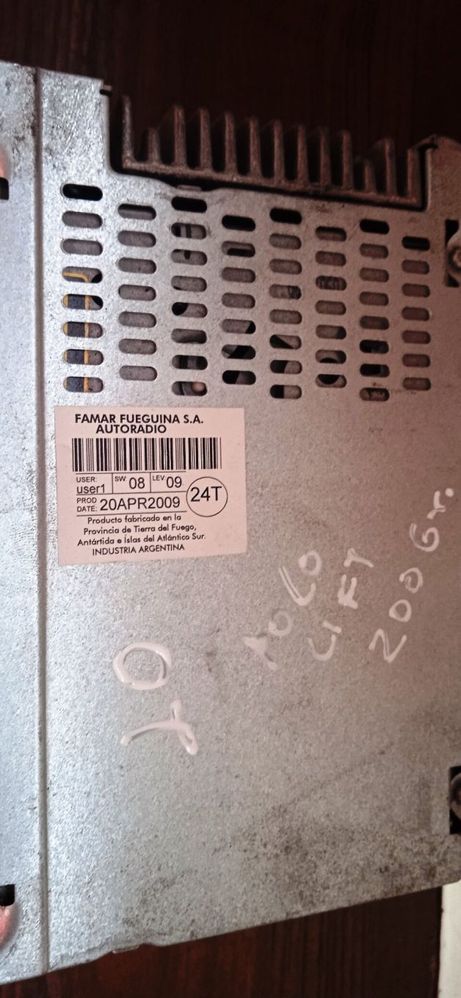 FAMAR FUEGUINA S.A.
AUTORADIO
USER: user1 SW 08 LEV 09
PROD DATE: 20APR2009 24T
Producto fabricado en la
Provincia de Tierra del Fuego,
Antártida e Islas del Atlántico Sur.
INDUSTRIA ARGENTINA
POLO
LIFT
2006r.